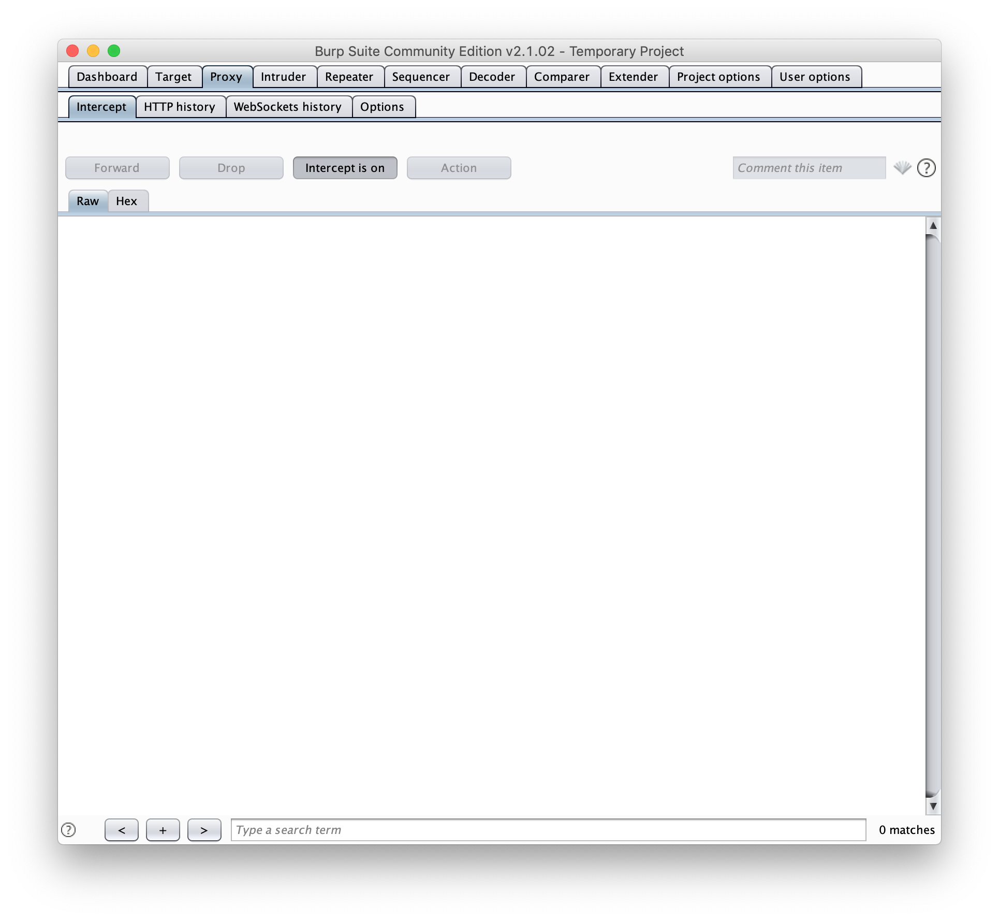 Burp Suite Community Edition v2.1.02 - Temporary Project
Dashboard Target Proxy Intruder Repeater Sequencer Decoder Comparer Extender Project options User options
Intercept HTTP history WebSockets history Options
Forward Drop Intercept is on Action Comment this item ?
Raw Hex
? < + > Type a search term 0 matches